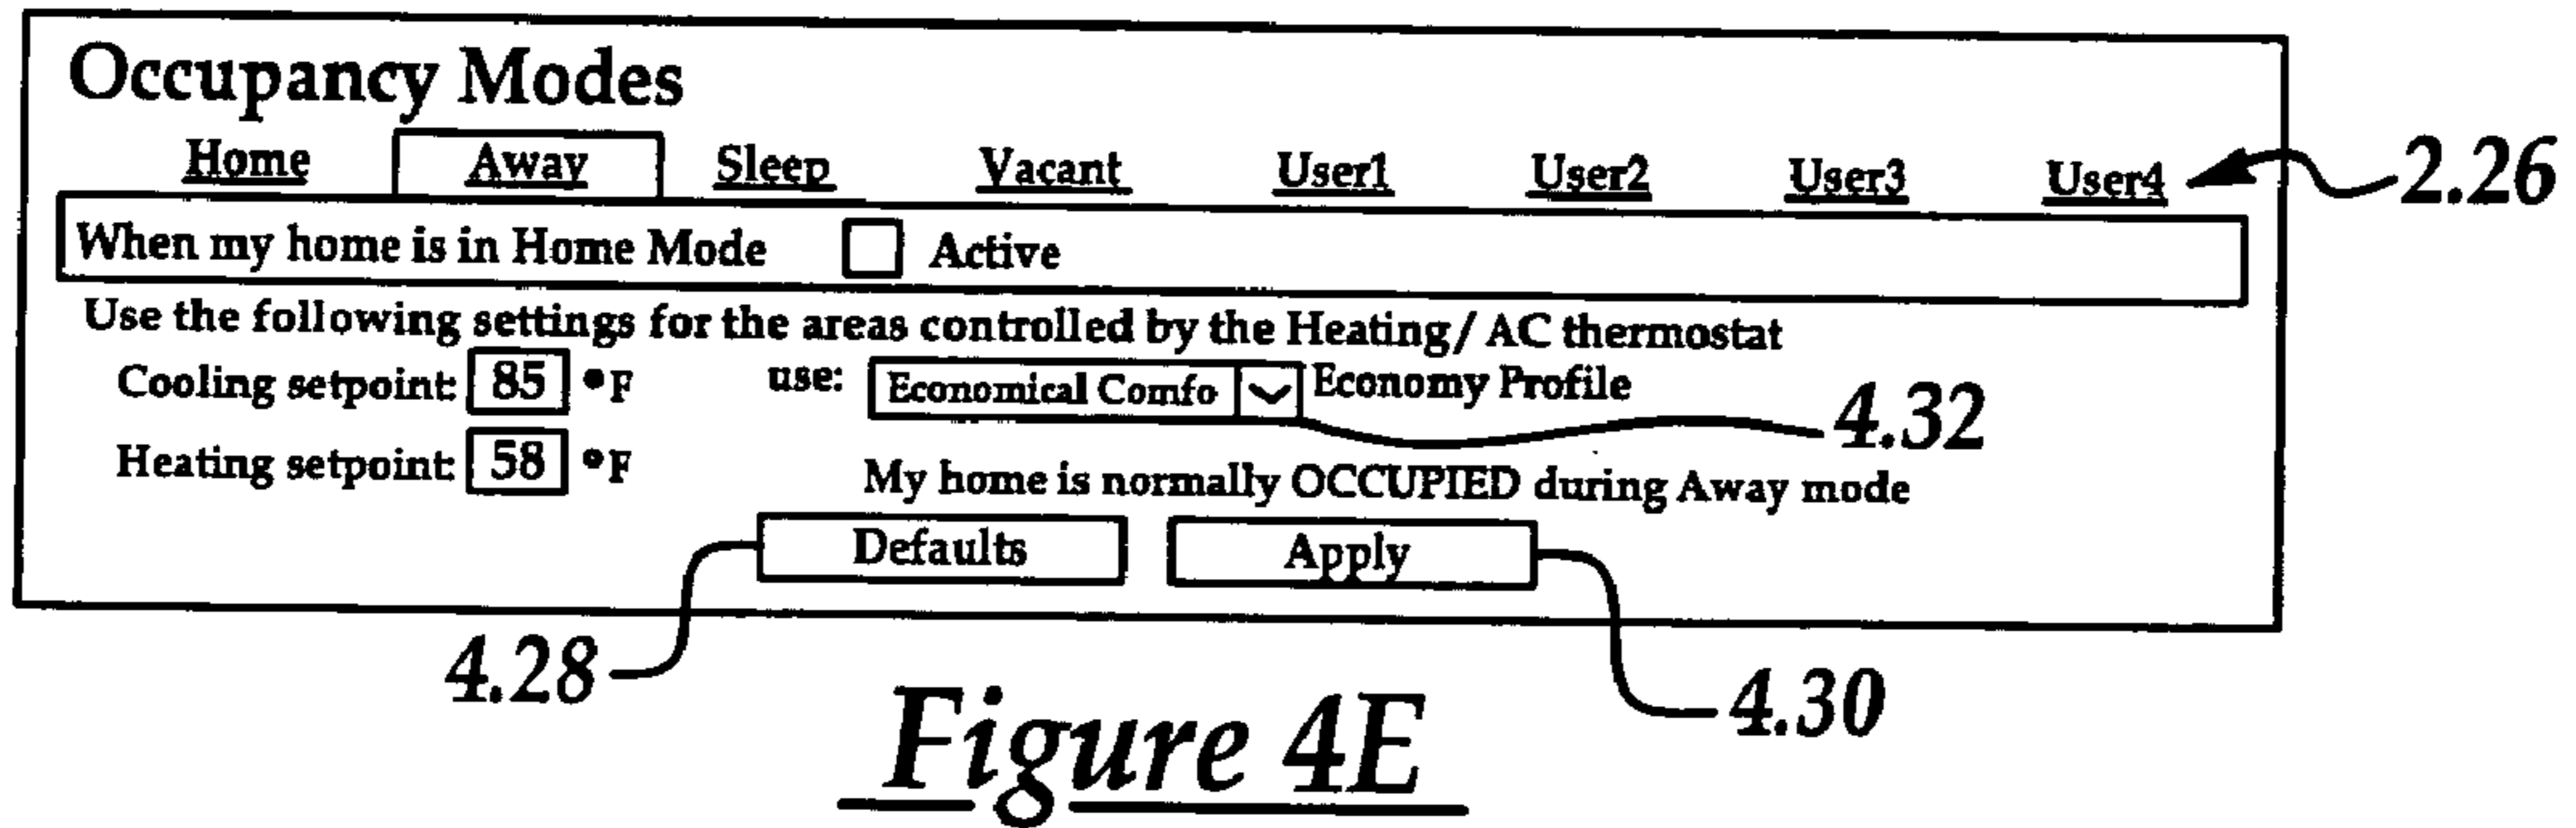 Occupancy Modes
Home Away Sleep Vacant User1 User2 User3 User4 2.26
When my home is in Home Mode Active
Use the following settings for the areas controlled by the Heating/ AC thermostat
Cooling setpoint: 85 °F use: Economical Comfo Economy Profile
4.32
Heating setpoint: 58 °F
My home is normally OCCUPIED during Away mode
Defaults Apply
4.28
4.30
Figure 4E